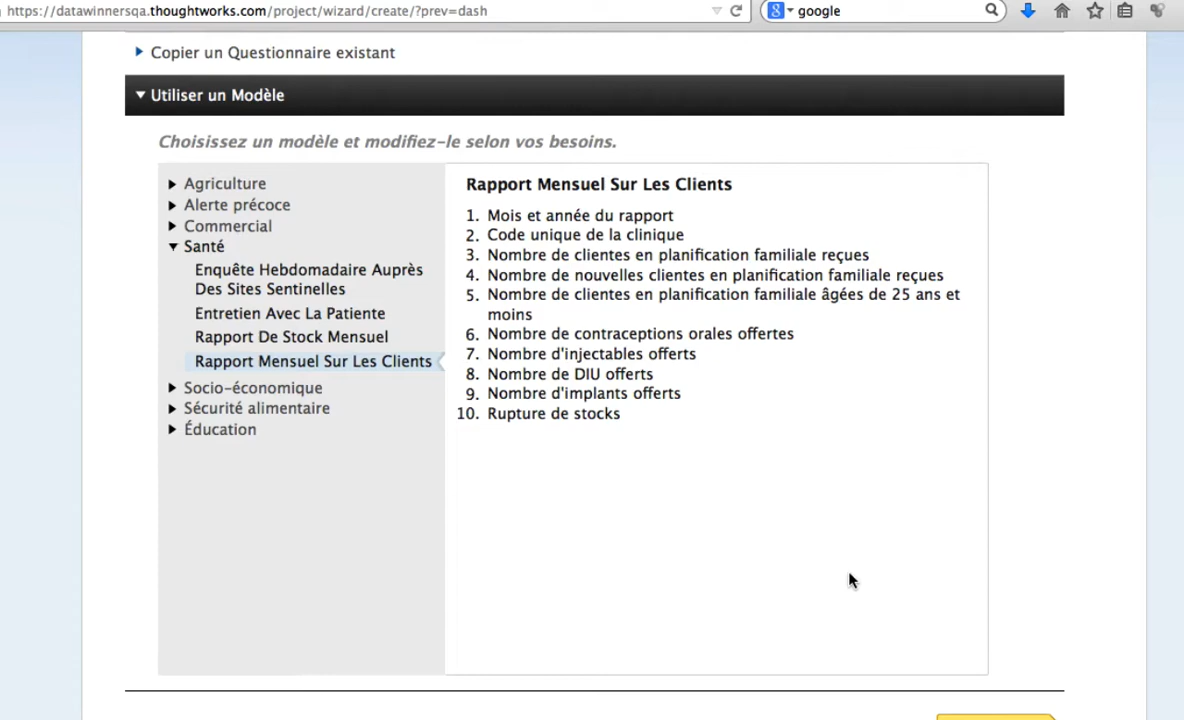 https://datawinnersqa.thoughtworks.com/project/wizard/create/?prev=dash
google
Copier un Questionnaire existant
Utiliser un Modèle
Choisissez un modèle et modifiez-le selon vos besoins.
Agriculture
Alerte précoce
Commercial
Santé
Enquête Hebdomadaire Auprès
Des Sites Sentinelles
Entretien Avec La Patiente
Rapport De Stock Mensuel
Rapport Mensuel Sur Les Clients
Socio-économique
Sécurité alimentaire
Éducation
Rapport Mensuel Sur Les Clients
1. Mois et année du rapport
2. Code unique de la clinique
3. Nombre de clientes en planification familiale reçues
4. Nombre de nouvelles clientes en planification familiale reçues
5. Nombre de clientes en planification familiale âgées de 25 ans et
moins
6. Nombre de contraceptions orales offertes
7. Nombre d'injectables offerts
8. Nombre de DIU offerts
9. Nombre d'implants offerts
10. Rupture de stocks